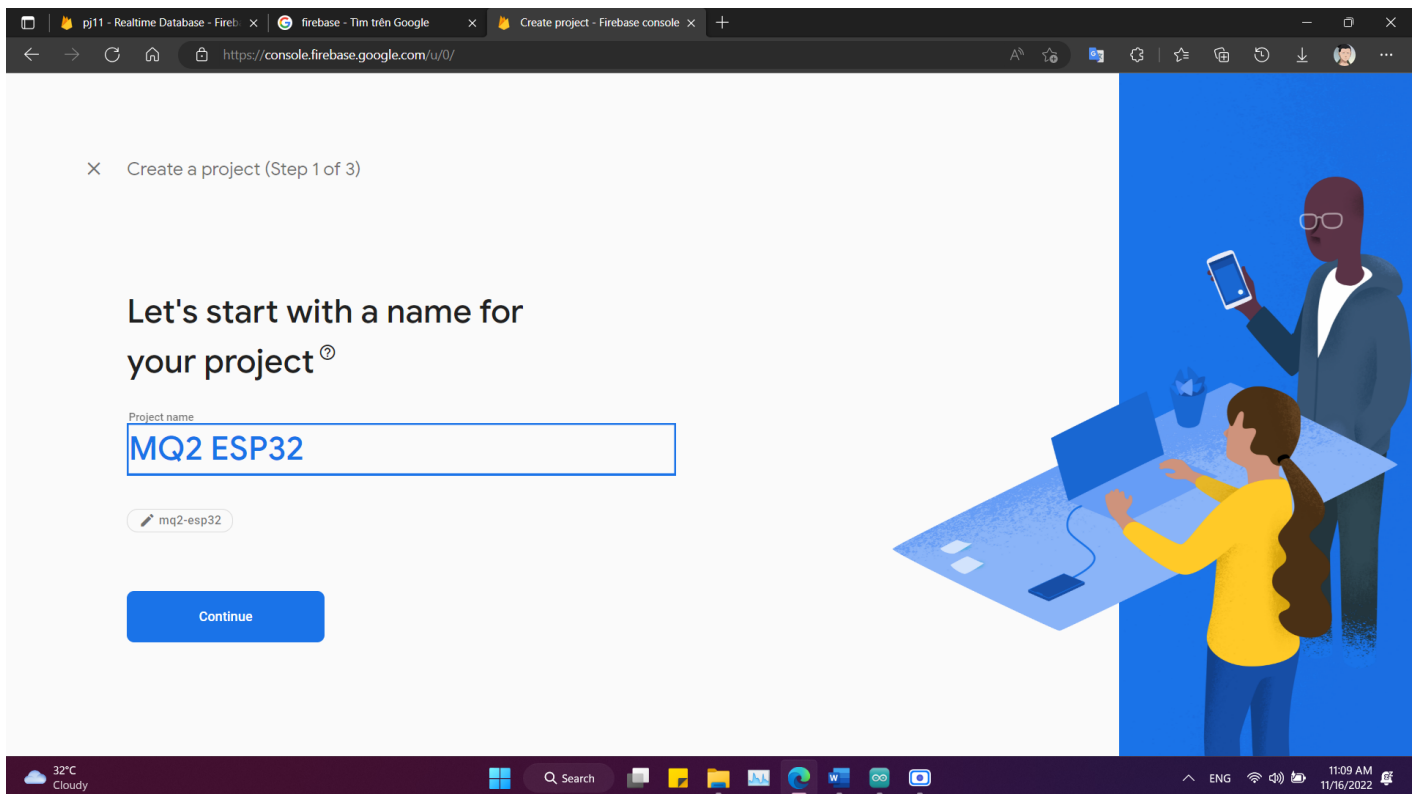 pj11 - Realtime Database - Fireb
firebase - Tìm trên Google
Create project - Firebase console
https://console.firebase.google.com/u/0/
Create a project (Step 1 of 3)
Let's start with a name for
your project
Project name
MQ2 ESP32
mq2-esp32
Continue
32°C
Cloudy
Search
ENG
11:09 AM
11/16/2022